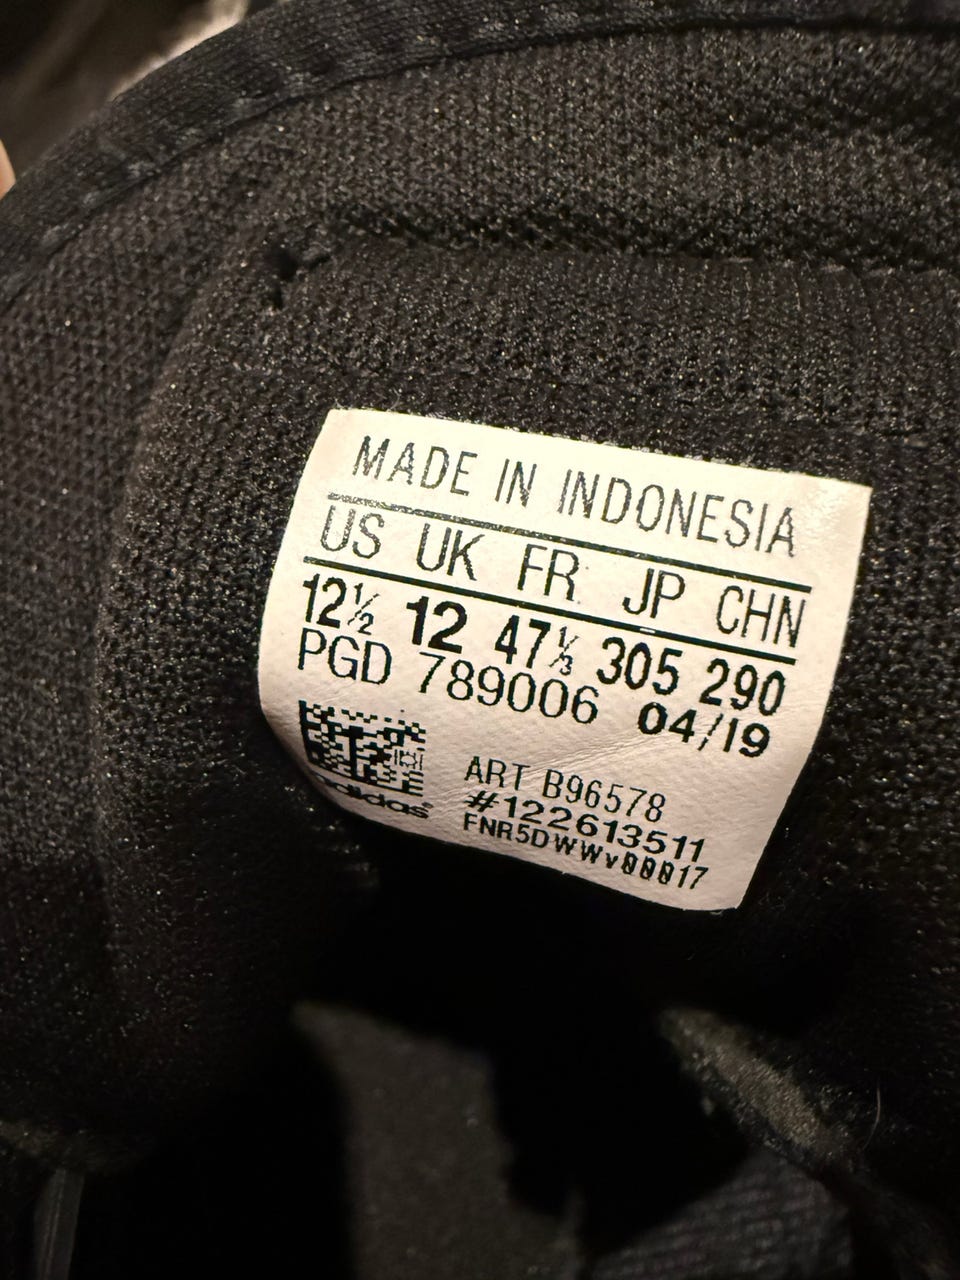 MADE IN INDONESIA
US UK FR JP CHN
12½ 12 47⅓ 305 290
PGD 789006 04/19
ART B96578
#122613511
adidas
FNR5DWWv00017